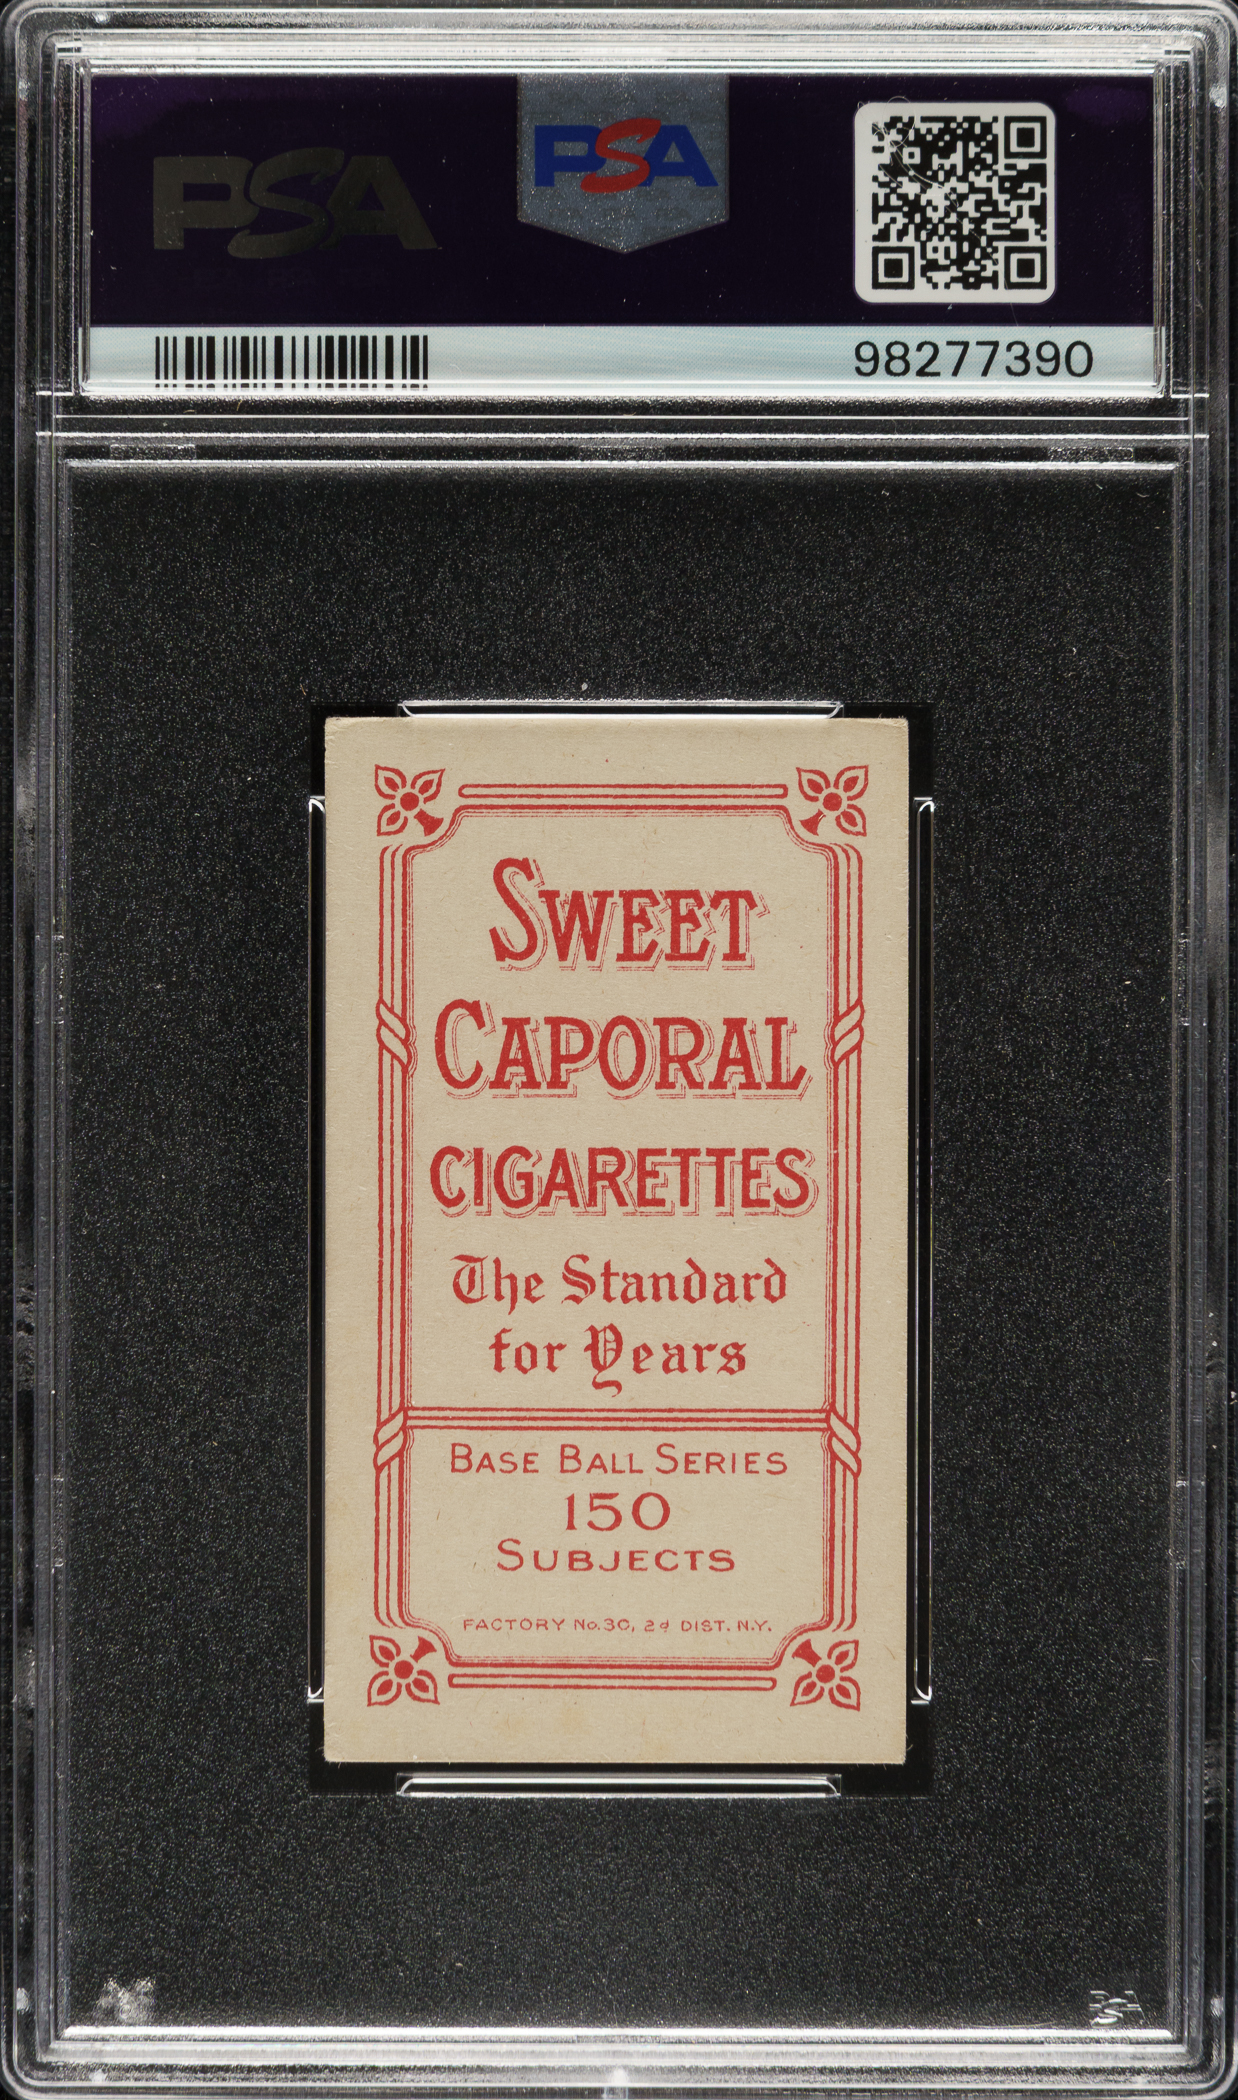 PSA
PSA
98277390
SWEET
CAPORAL
CIGARETTES
The Standard
for Years
BASE BALL SERIES
150
SUBJECTS
FACTORY No. 30, 2d DIST. N.Y.
PSA